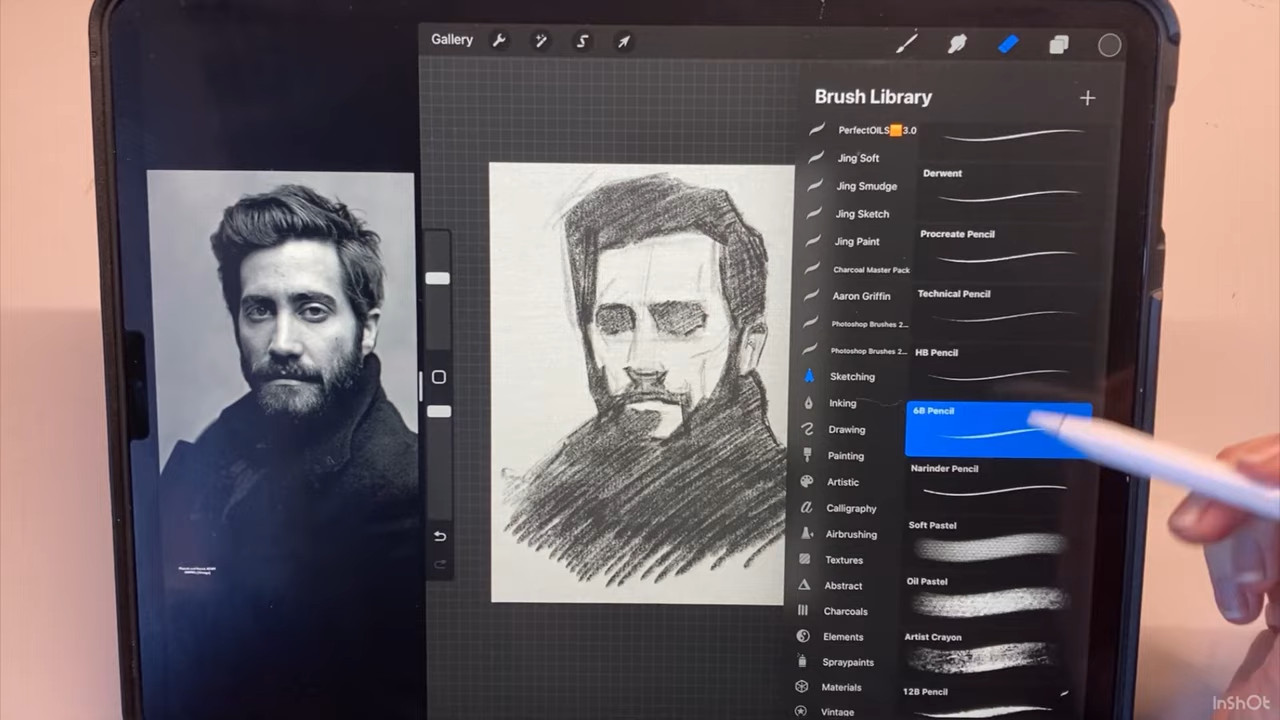 Gallery
Brush Library
PerfectOILS🟧3.0
Jing Soft
Jing Smudge
Jing Sketch
Jing Paint
Charcoal Master Pack
Aaron Griffin
Photoshop Brushes 2...
Photoshop Brushes 2...
Sketching
Inking
Drawing
Painting
Artistic
Calligraphy
Airbrushing
Textures
Abstract
Charcoals
Elements
Spraypaints
Materials
Vintage
Derwent
Procreate Pencil
Technical Pencil
HB Pencil
6B Pencil
Narinder Pencil
Soft Pastel
Oil Pastel
Artist Crayon
12B Pencil
InShOt